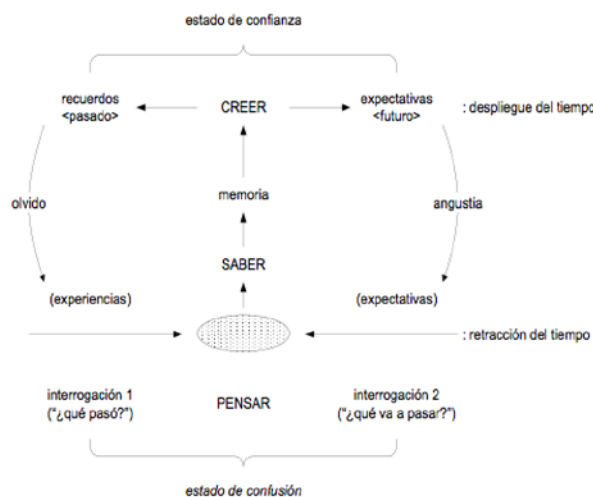 estado de confianza
recuerdos
<pasado>
CREER
expectativas
<futuro>
: despliegue del tiempo
olvido
memoria
angustia
SABER
(experiencias)
(expectativas)
: retracción del tiempo
interrogación 1
("¿qué pasó?")
PENSAR
interrogación 2
("¿qué va a pasar?")
estado de confusión